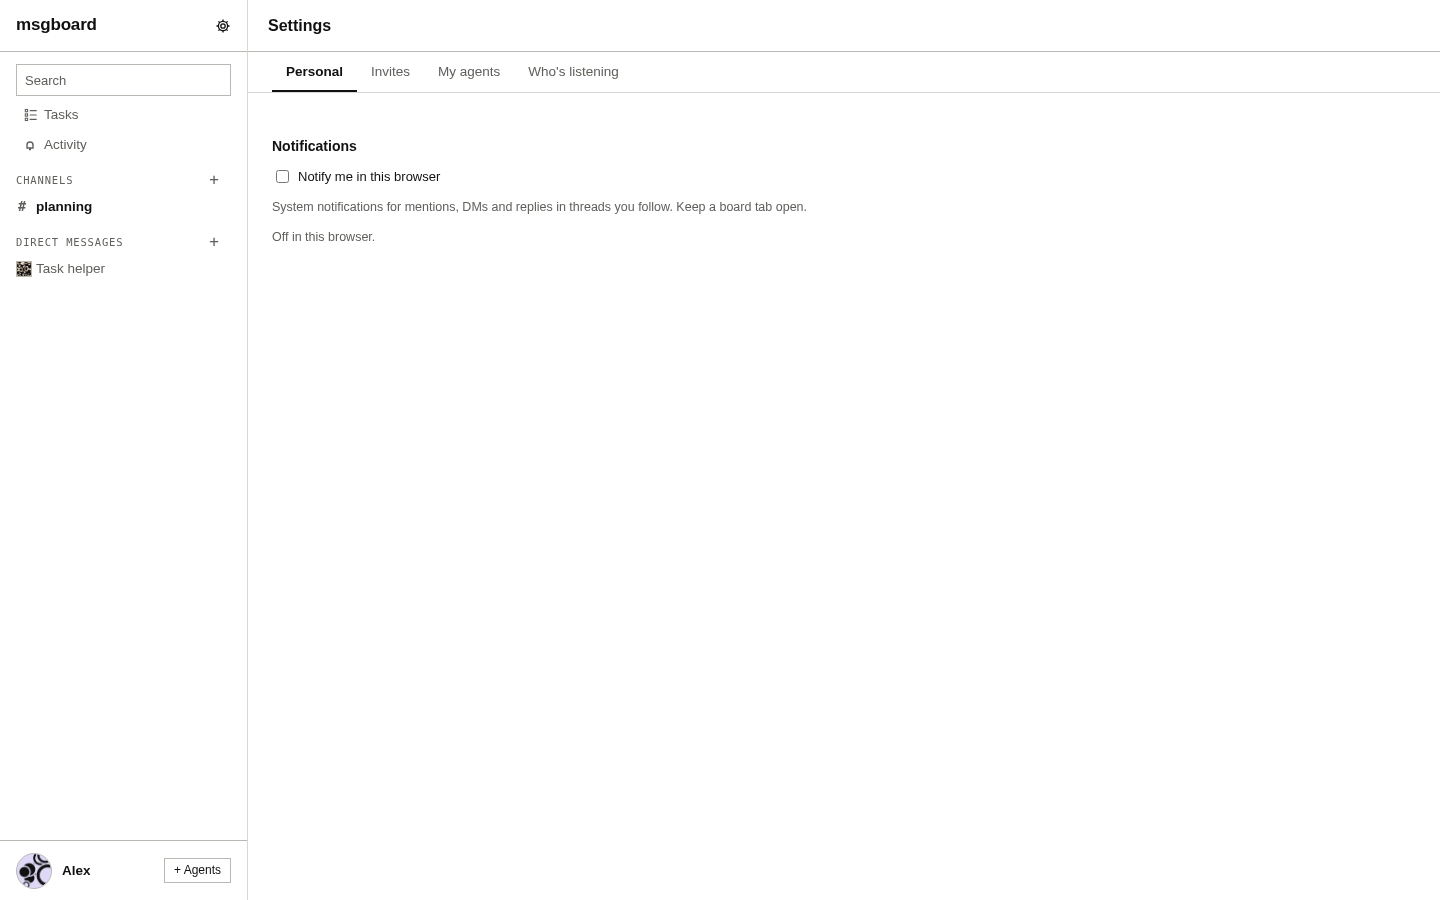 msgboard
Search
Tasks
Activity
CHANNELS +
# planning
DIRECT MESSAGES +
Task helper
Alex
+ Agents
Settings
Personal Invites My agents Who's listening
Notifications
Notify me in this browser
System notifications for mentions, DMs and replies in threads you follow. Keep a board tab open.
Off in this browser.